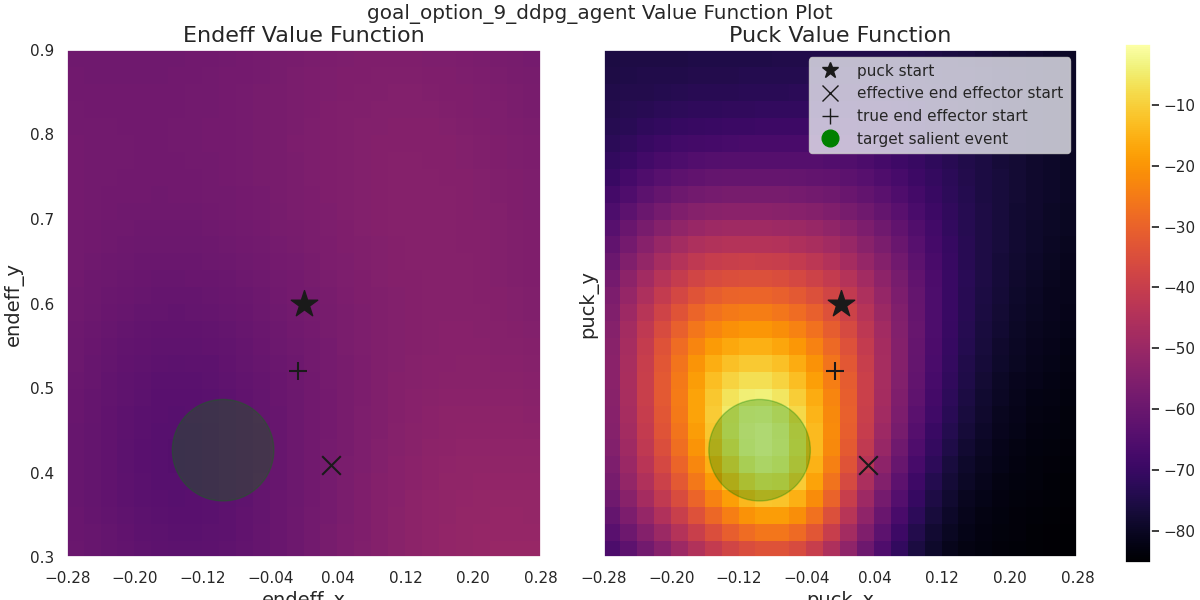 goal_option_9_ddpg_agent Value Function Plot
Endeff Value Function
Puck Value Function
puck start
effective end effector start
true end effector start
target salient event
0.9
0.8
0.7
0.6
0.5
0.4
0.3
endeff_y
puck_y
−0.28 −0.20 −0.12 −0.04 0.04 0.12 0.20 0.28
−0.28 −0.20 −0.12 −0.04 0.04 0.12 0.20 0.28
endeff_x
puck_x
−10
−20
−30
−40
−50
−60
−70
−80